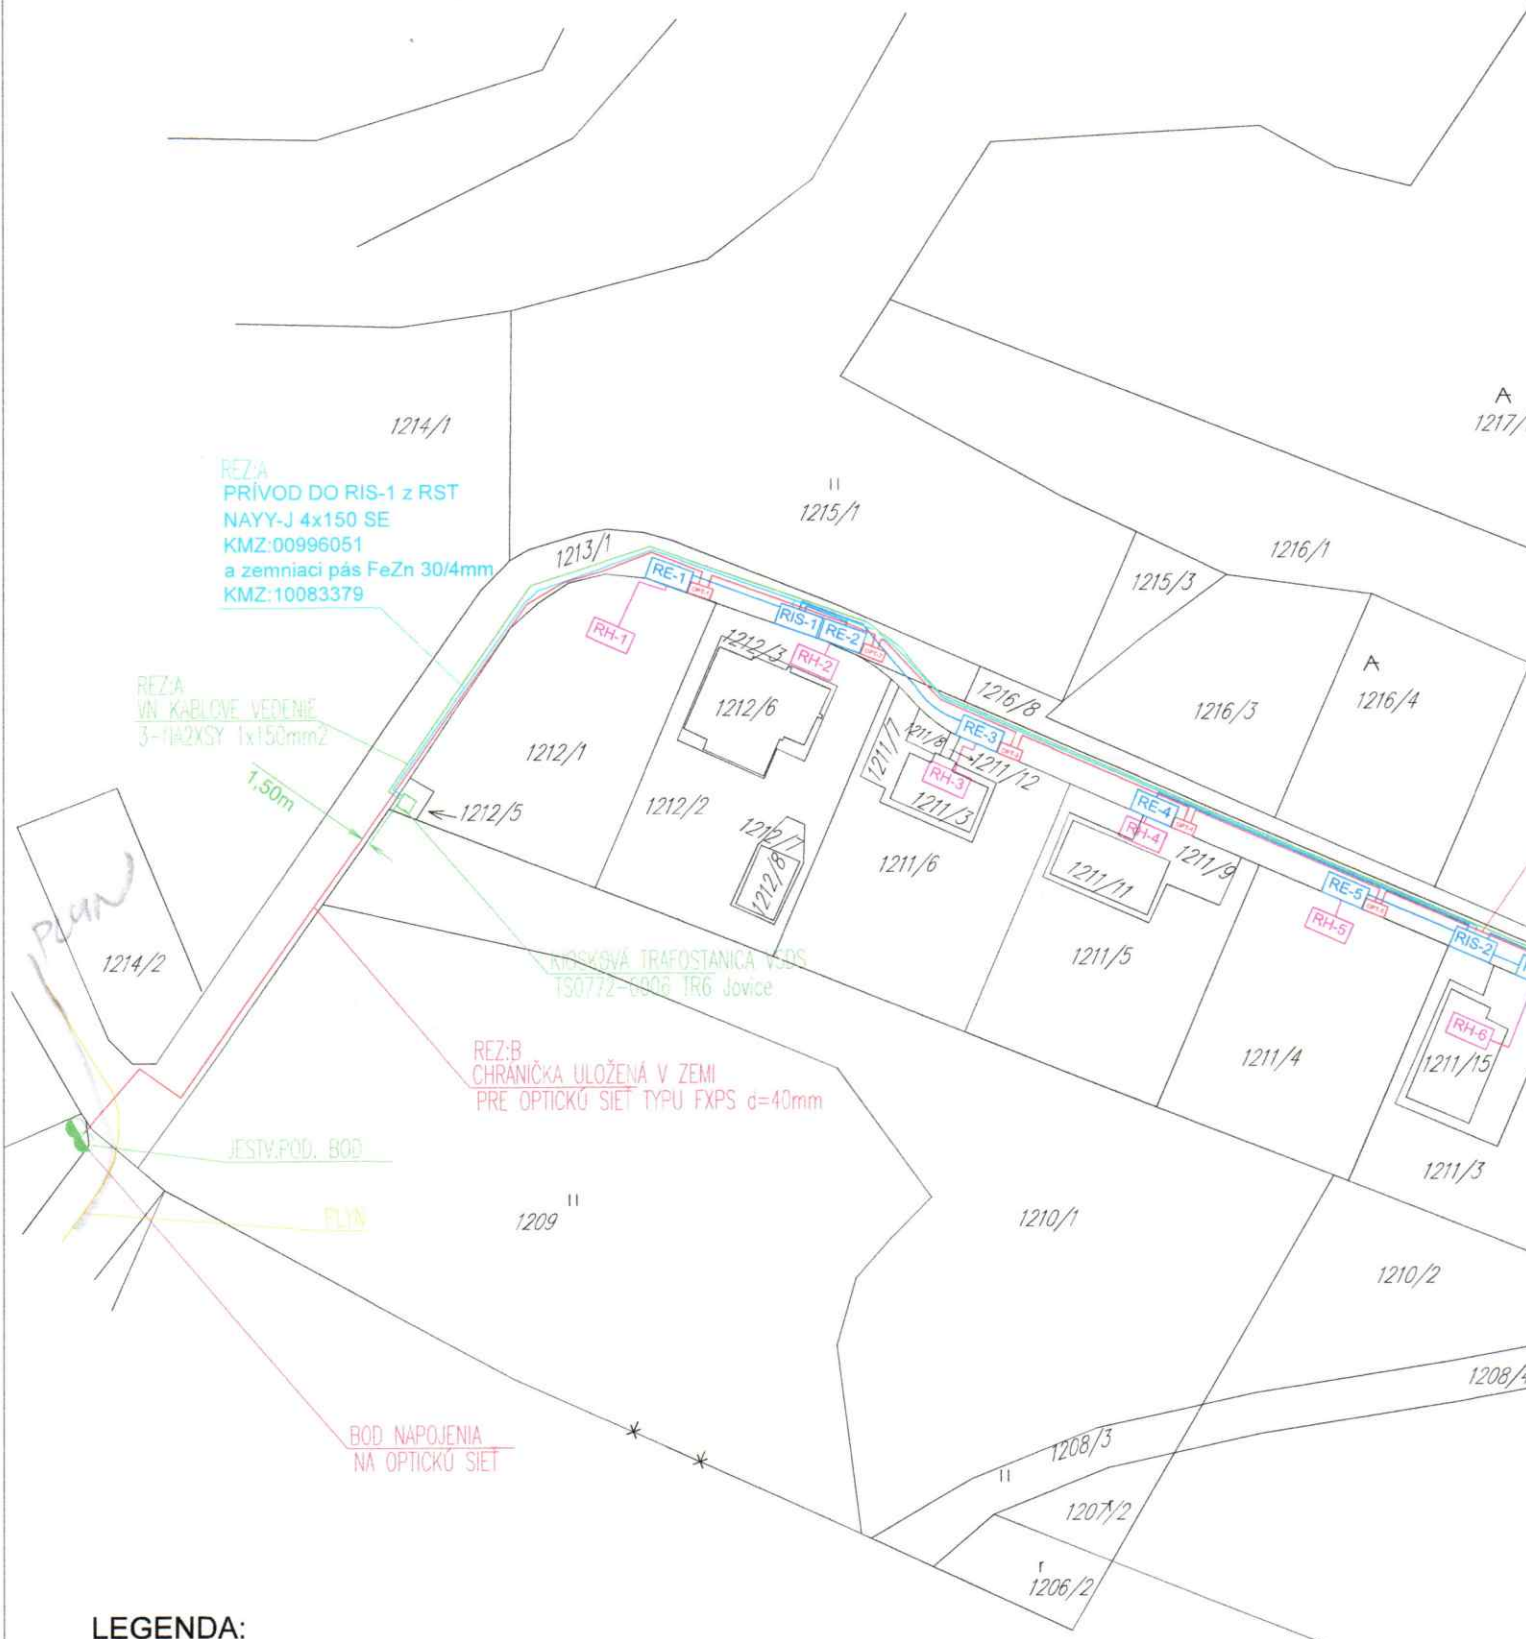 1214/1
A
1217/
II
1215/1
REZ:A
PRÍVOD DO RIS-1 z RST
NAYY-J 4x150 SE
KMZ:00996051
a zemniaci pás FeZn 30/4mm
KMZ:10083379
1213/1
1216/1
1215/3
RE-1
RH-1
RIS-1
RE-2
1212/3
RH-2
A
1216/4
1216/8
1216/3
REZ:A
VN KABLOVE VEDENIE
3-NA2XSY 1x150mm2
1212/6
RE-3
1212/1
1211/8
1211/7
1211/12
RH-3
1,50m
1212/5
1212/2
1211/3
RE-4
RH-4
1212/7
1212/8
1211/6
1211/9
1211/11
RE-5
RH-5
RIS-2
PLYN
1214/2
KIOSKOVÁ TRAFOSTANICA VSDS
TS0772-0006 TR6 Jovice
1211/5
RH-6
REZ:B
CHRÁNIČKA ULOŽENÁ V ZEMI
PRE OPTICKÚ SIEŤ TYPU FXPS d=40mm
1211/4
1211/15
JESTV.POD. BOD
1211/3
PLYN
II
1209
1210/1
1210/2
1208/4
BOD NAPOJENIA
NA OPTICKÚ SIEŤ
1208/3
II
1207/2
r
1206/2
LEGENDA: